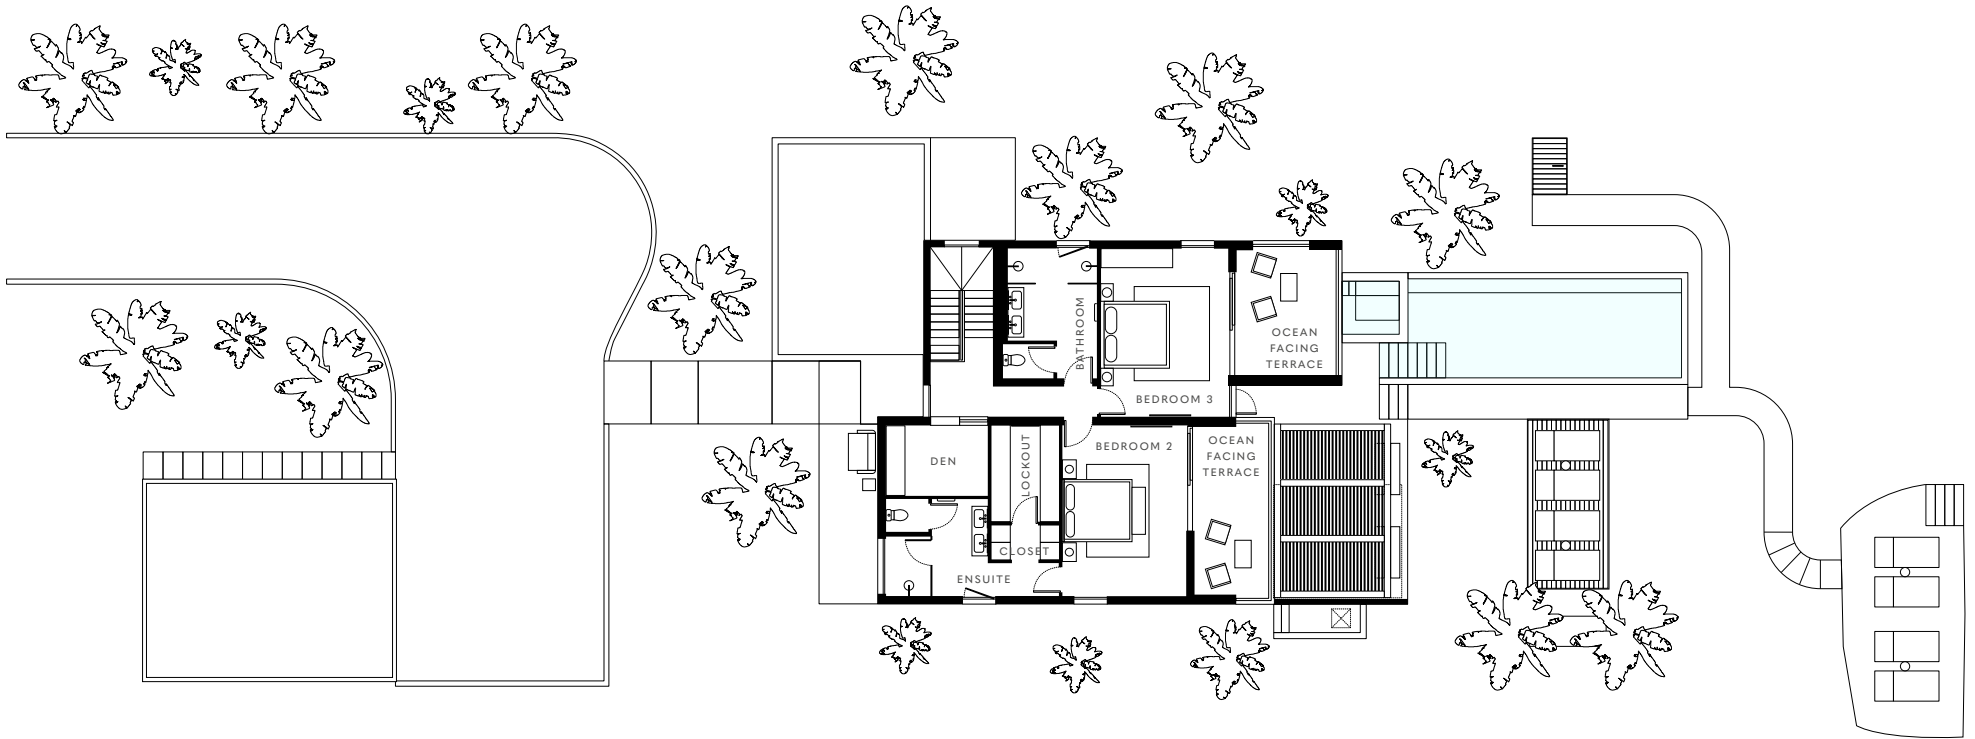 BATHROOM
OCEAN
FACING
TERRACE
BEDROOM 3
BEDROOM 2
OCEAN
FACING
TERRACE
DEN
LOCKOUT
CLOSET
ENSUITE